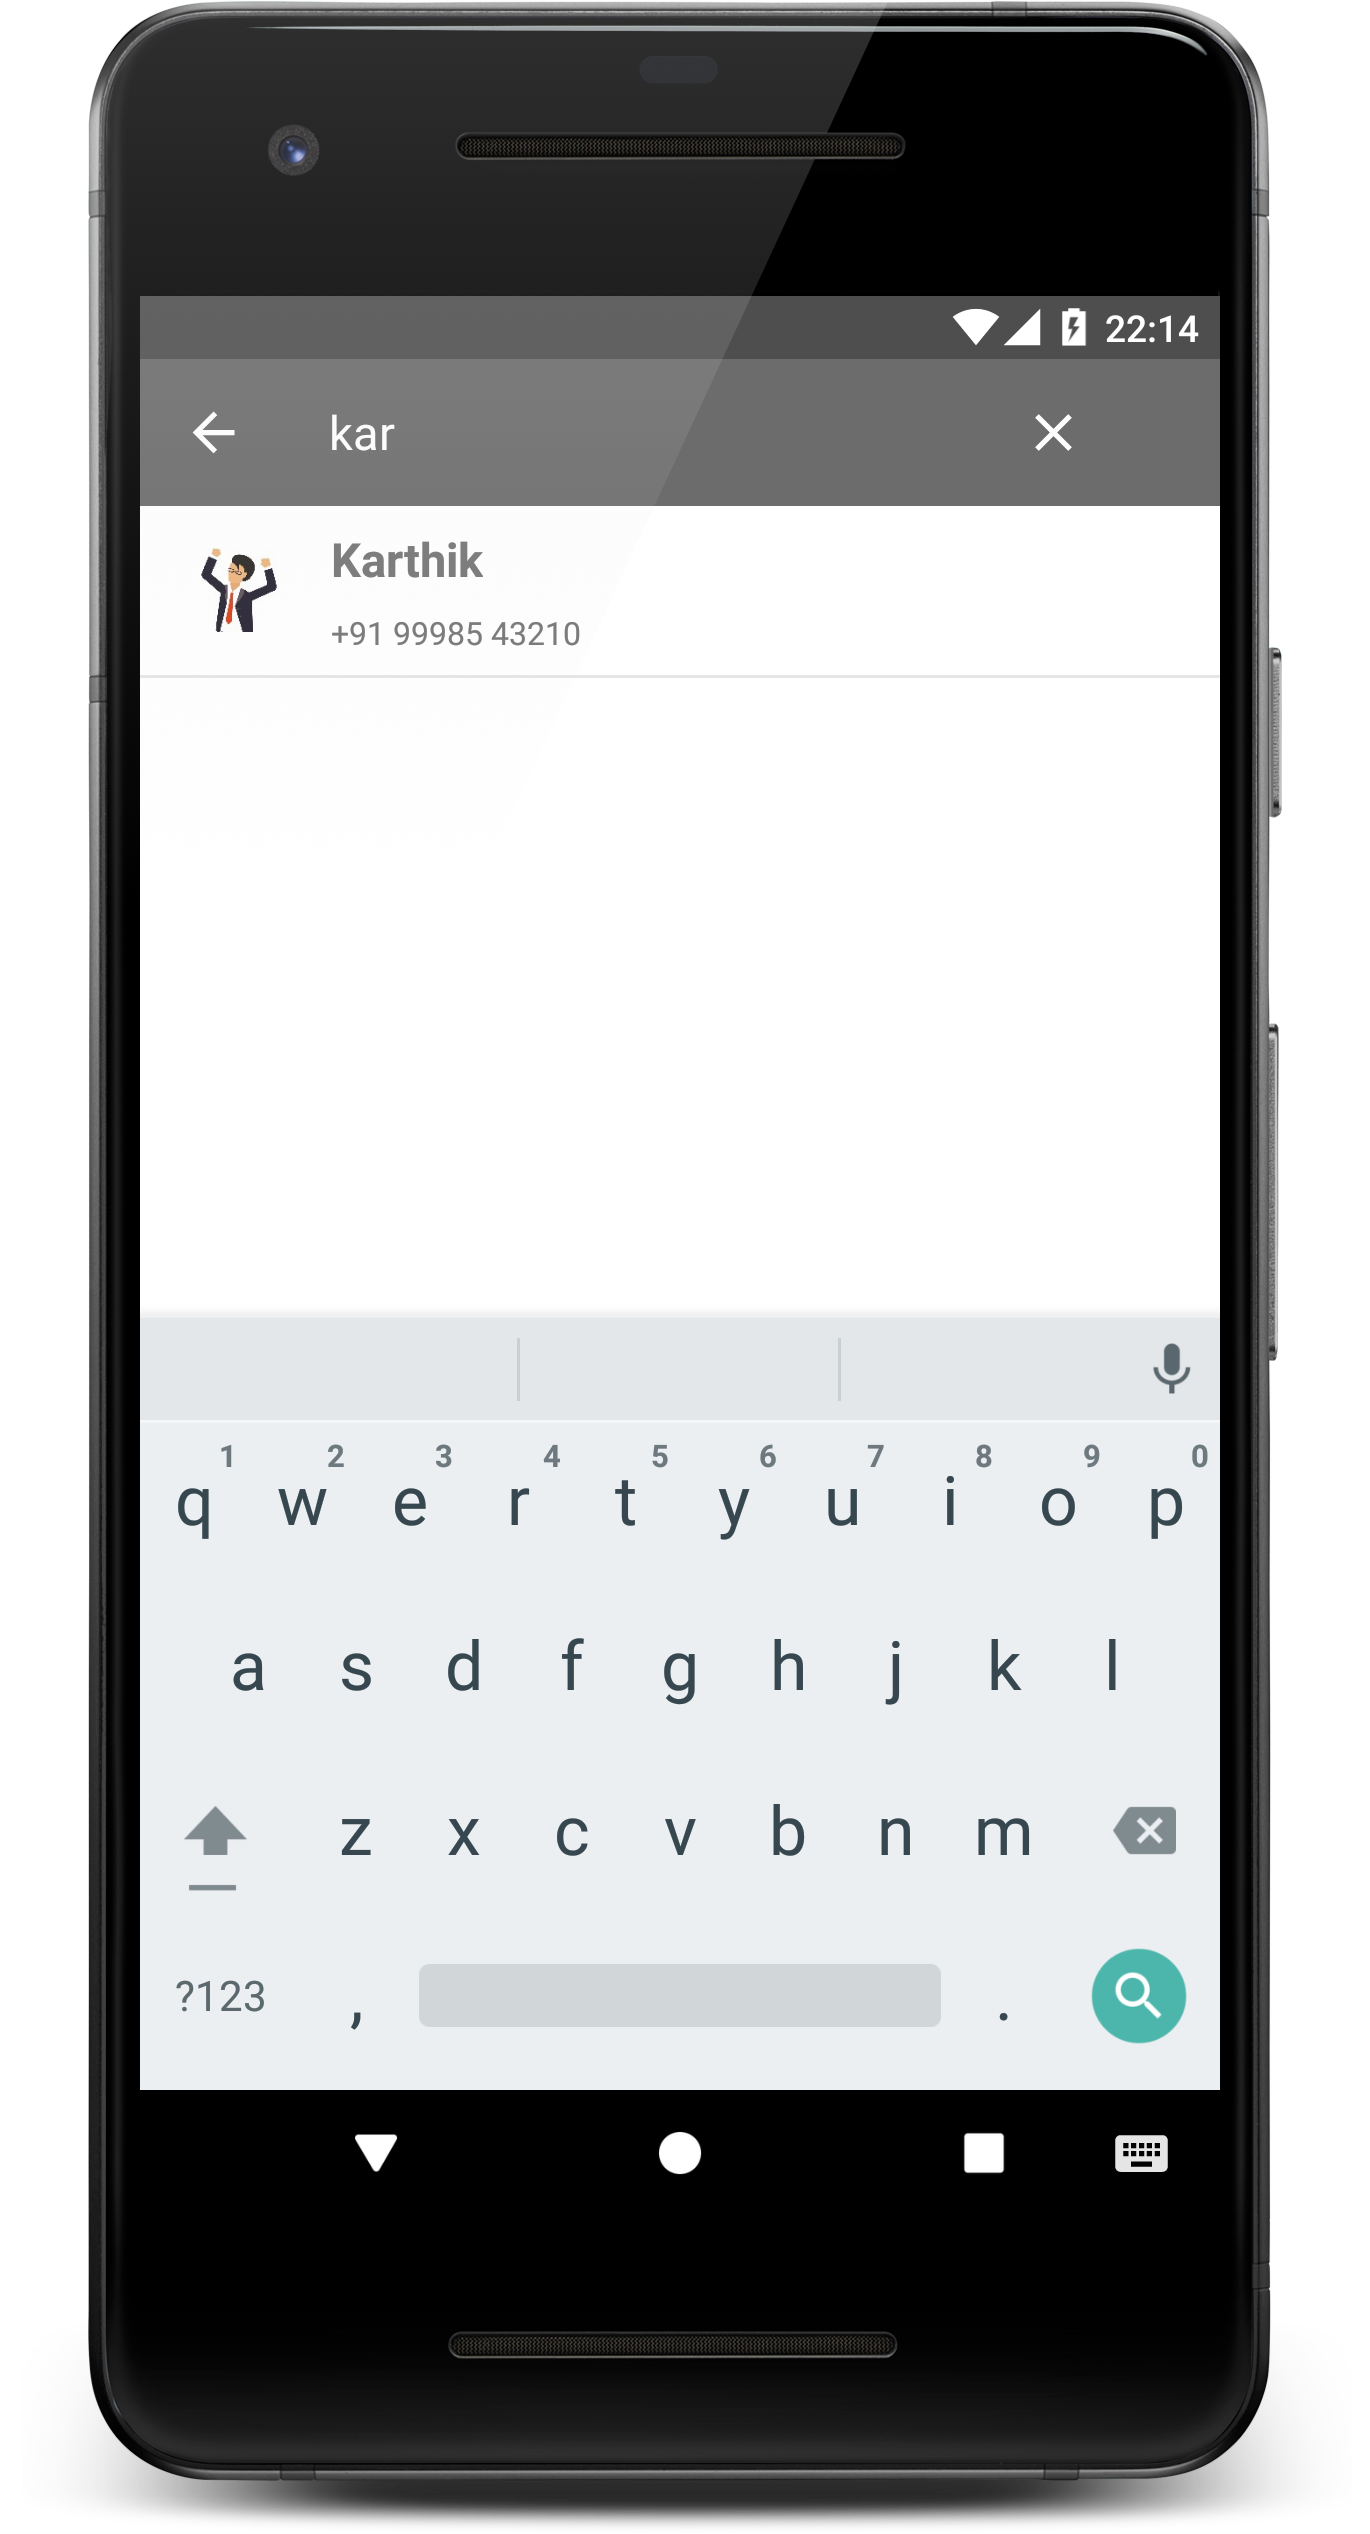 22:14
kar
Karthik
+91 99985 43210
1 2 3 4 5 6 7 8 9 0
q w e r t y u i o p
a s d f g h j k l
z x c v b n m
?123 , .